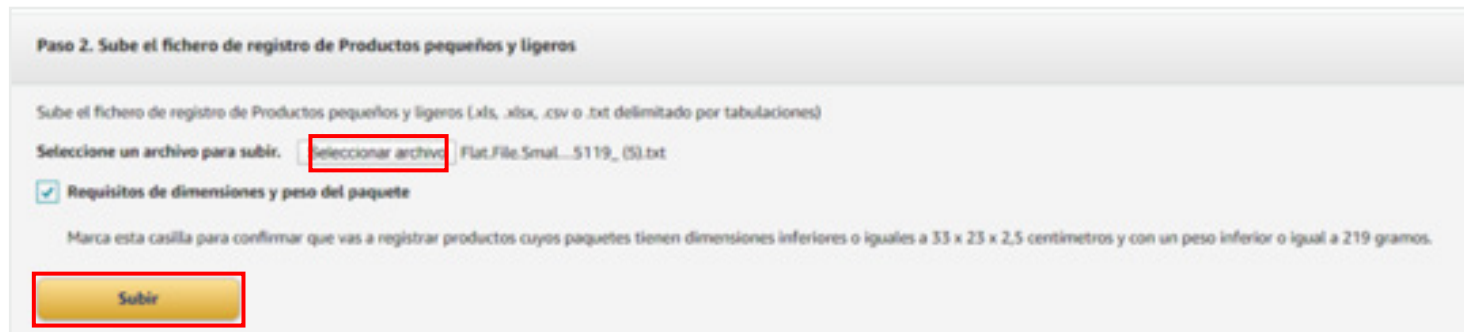 Paso 2. Sube el fichero de registro de Productos pequeños y ligeros
Sube el fichero de registro de Productos pequeños y ligeros (.xls, .xlsx, .csv o .txt delimitado por tabulaciones)
Seleccione un archivo para subir. Seleccionar archivo Flat.File.Smal...5119_ (5).txt
Requisitos de dimensiones y peso del paquete
Marca esta casilla para confirmar que vas a registrar productos cuyos paquetes tienen dimensiones inferiores o iguales a 33 x 23 x 2,5 centímetros y con un peso inferior o igual a 219 gramos.
Subir